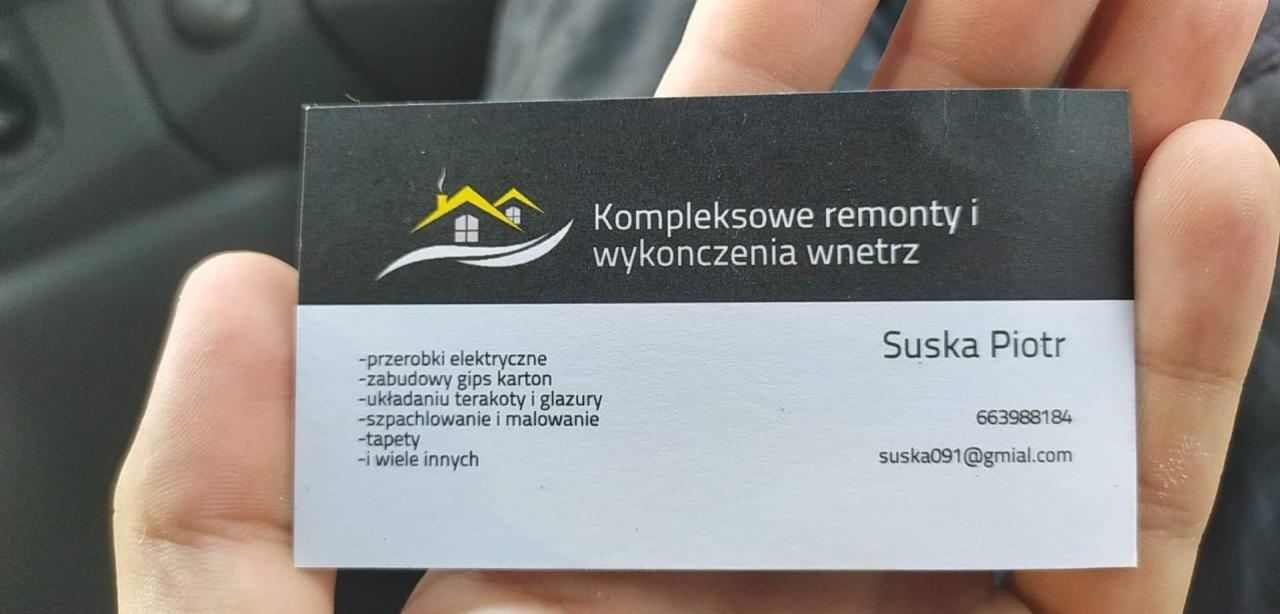 Kompleksowe remonty i
wykonczenia wnetrz
Suska Piotr
-przerobki elektryczne
-zabudowy gips karton
-układaniu terakoty i glazury
-szpachlowanie i malowanie
-tapety
-i wiele innych
663988184
suska091@gmial.com